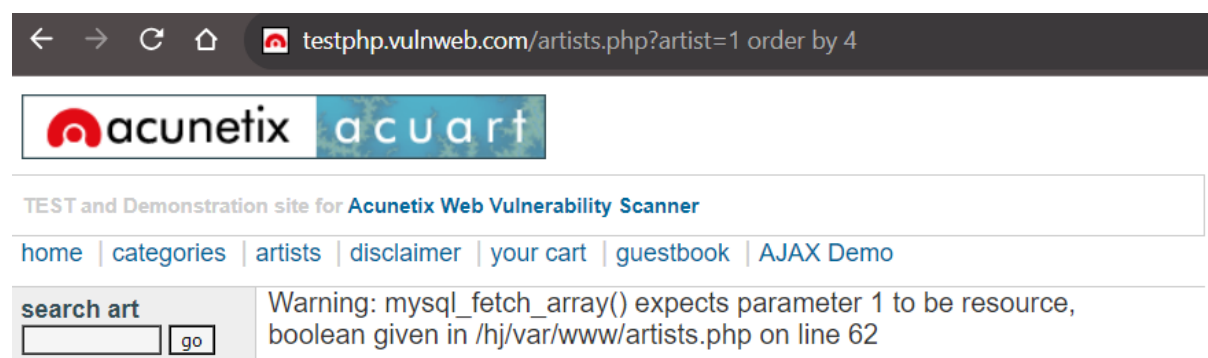 testphp.vulnweb.com/artists.php?artist=1 order by 4
acunetix acuart
TEST and Demonstration site for Acunetix Web Vulnerability Scanner
home | categories | artists | disclaimer | your cart | guestbook | AJAX Demo
search art
go
Warning: mysql_fetch_array() expects parameter 1 to be resource,
boolean given in /hj/var/www/artists.php on line 62